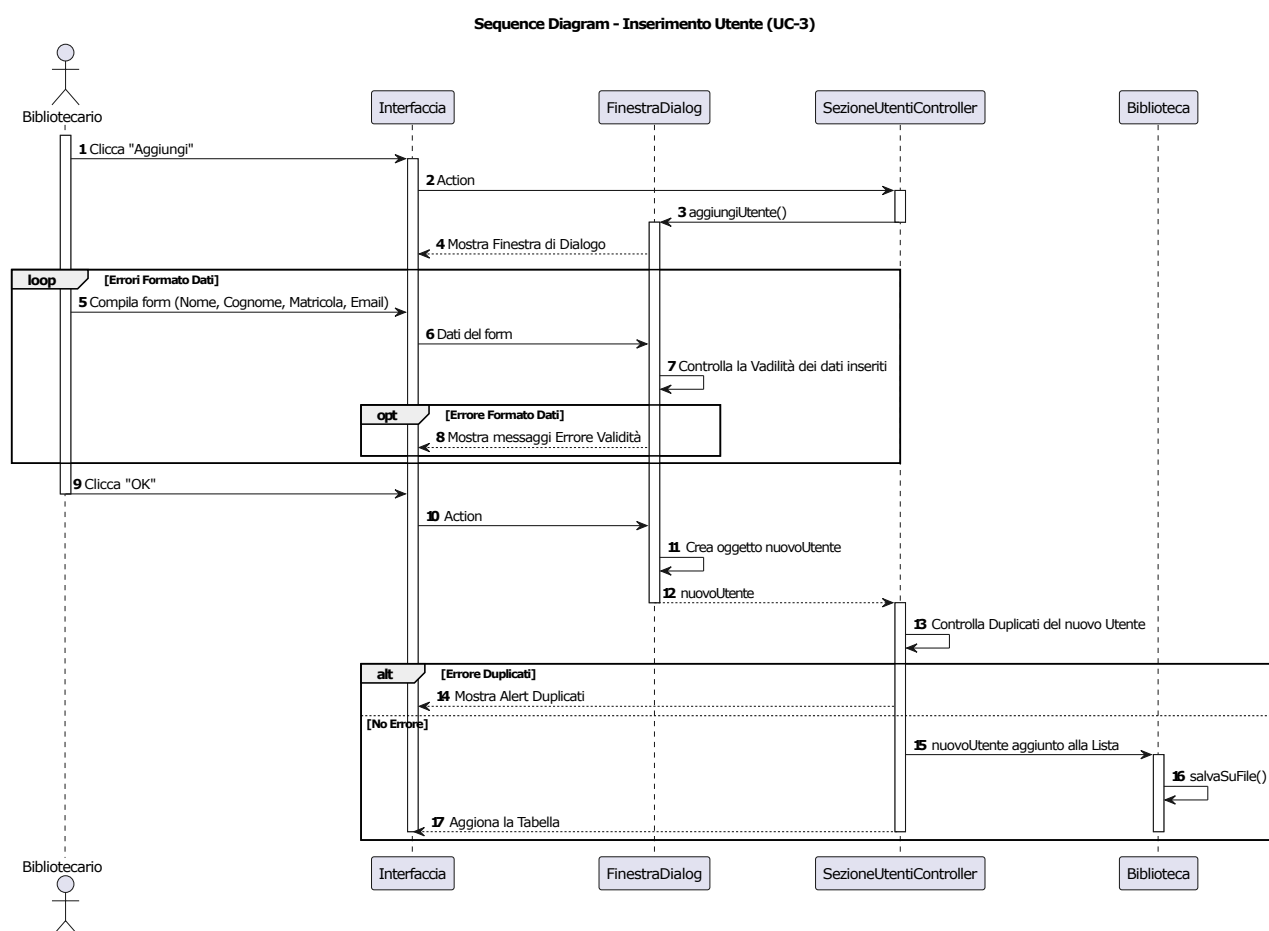 Sequence Diagram - Inserimento Utente (UC-3)
Bibliotecario
Interfaccia
FinestraDialog
SezioneUtentiController
Biblioteca
1 Clicca "Aggiungi"
2 Action
3 aggiungiUtente()
4 Mostra Finestra di Dialogo
loop [Errori Formato Dati]
5 Compila form (Nome, Cognome, Matricola, Email)
6 Dati del form
7 Controlla la Vadilità dei dati inseriti
opt [Errore Formato Dati]
8 Mostra messaggi Errore Validità
9 Clicca "OK"
10 Action
11 Crea oggetto nuovoUtente
12 nuovoUtente
13 Controlla Duplicati del nuovo Utente
alt [Errore Duplicati]
14 Mostra Alert Duplicati
[No Errore]
15 nuovoUtente aggiunto alla Lista
16 salvaSuFile()
17 Aggiona la Tabella
Bibliotecario
Interfaccia
FinestraDialog
SezioneUtentiController
Biblioteca